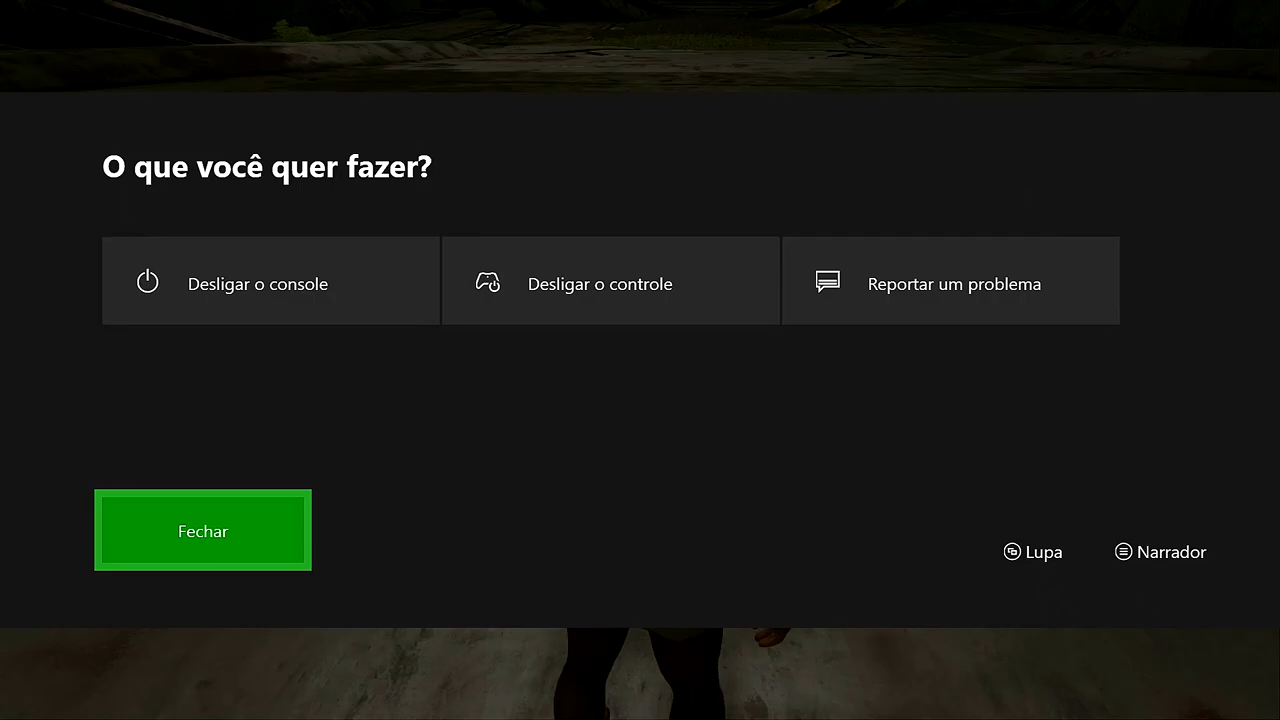 O que você quer fazer?
Desligar o console
Desligar o controle
Reportar um problema
Fechar
Lupa
Narrador